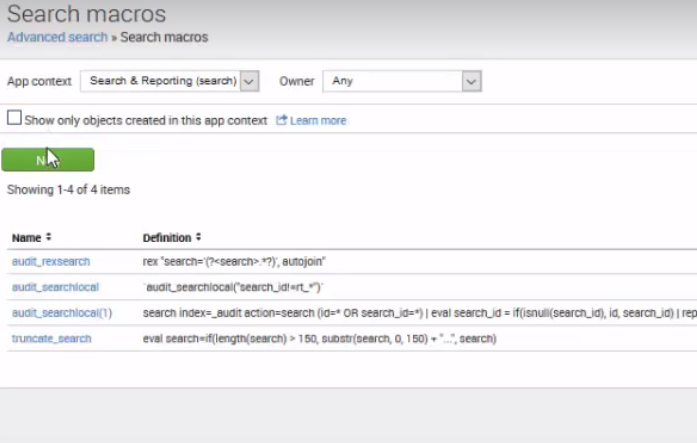 Search macros
Advanced search » Search macros
App context Search & Reporting (search) Owner Any
Show only objects created in this app context Learn more
Showing 1-4 of 4 items
Name Definition
audit_rexsearch rex "search='(?<search>.*?)', autojoin"
audit_searchlocal `audit_searchlocal("search_id!=rt_*")`
audit_searchlocal(1) search index=_audit action=search (id=* OR search_id=*) | eval search_id = if(isnull(search_id), id, search_id) | rep
truncate_search eval search=if(length(search) > 150, substr(search, 0, 150) + "...", search)